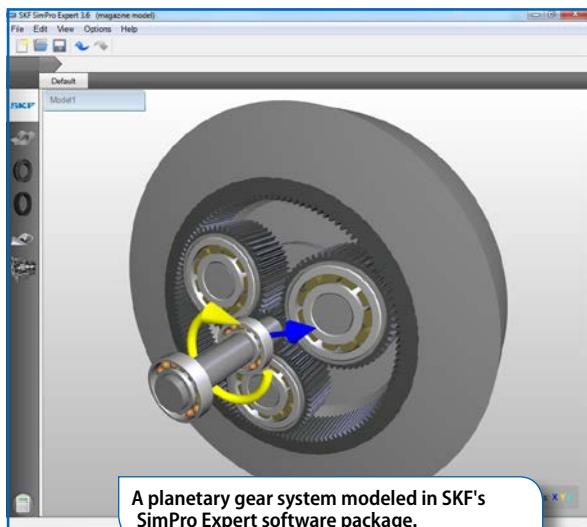 SKF SimPro Expert 3.6 (magazine model)
File Edit View Options Help
Default
SKF
Model1
A planetary gear system modeled in SKF's
SimPro Expert software package.